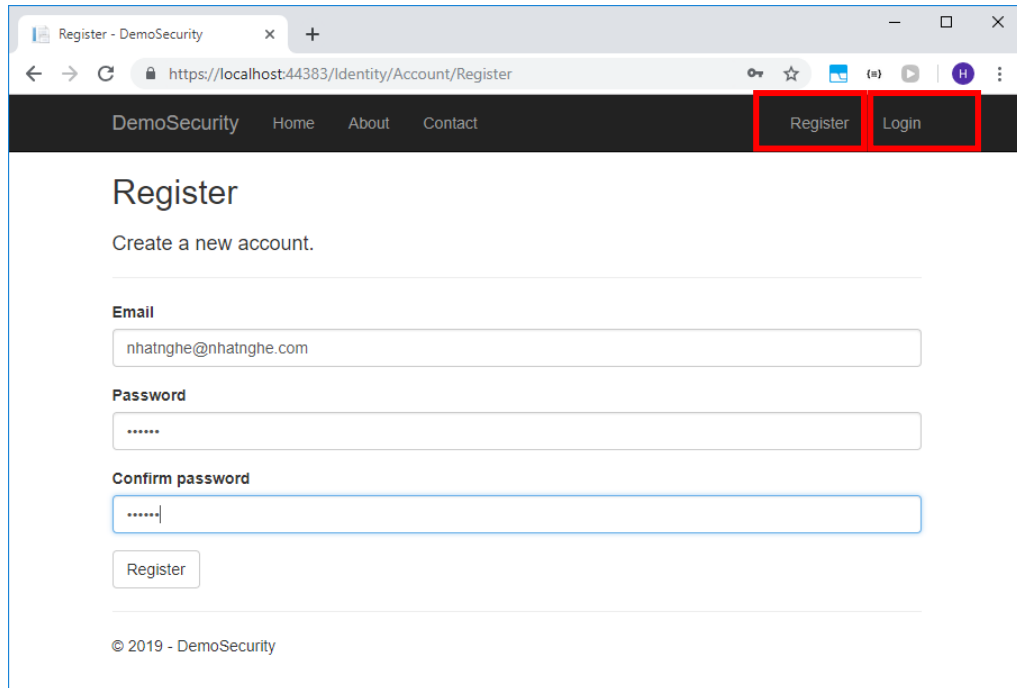 Register - DemoSecurity
https://localhost:44383/Identity/Account/Register
H
DemoSecurity Home About Contact Register Login
Register
Create a new account.
Email
nhatnghe@nhatnghe.com
Password
••••••
Confirm password
••••••
Register
© 2019 - DemoSecurity